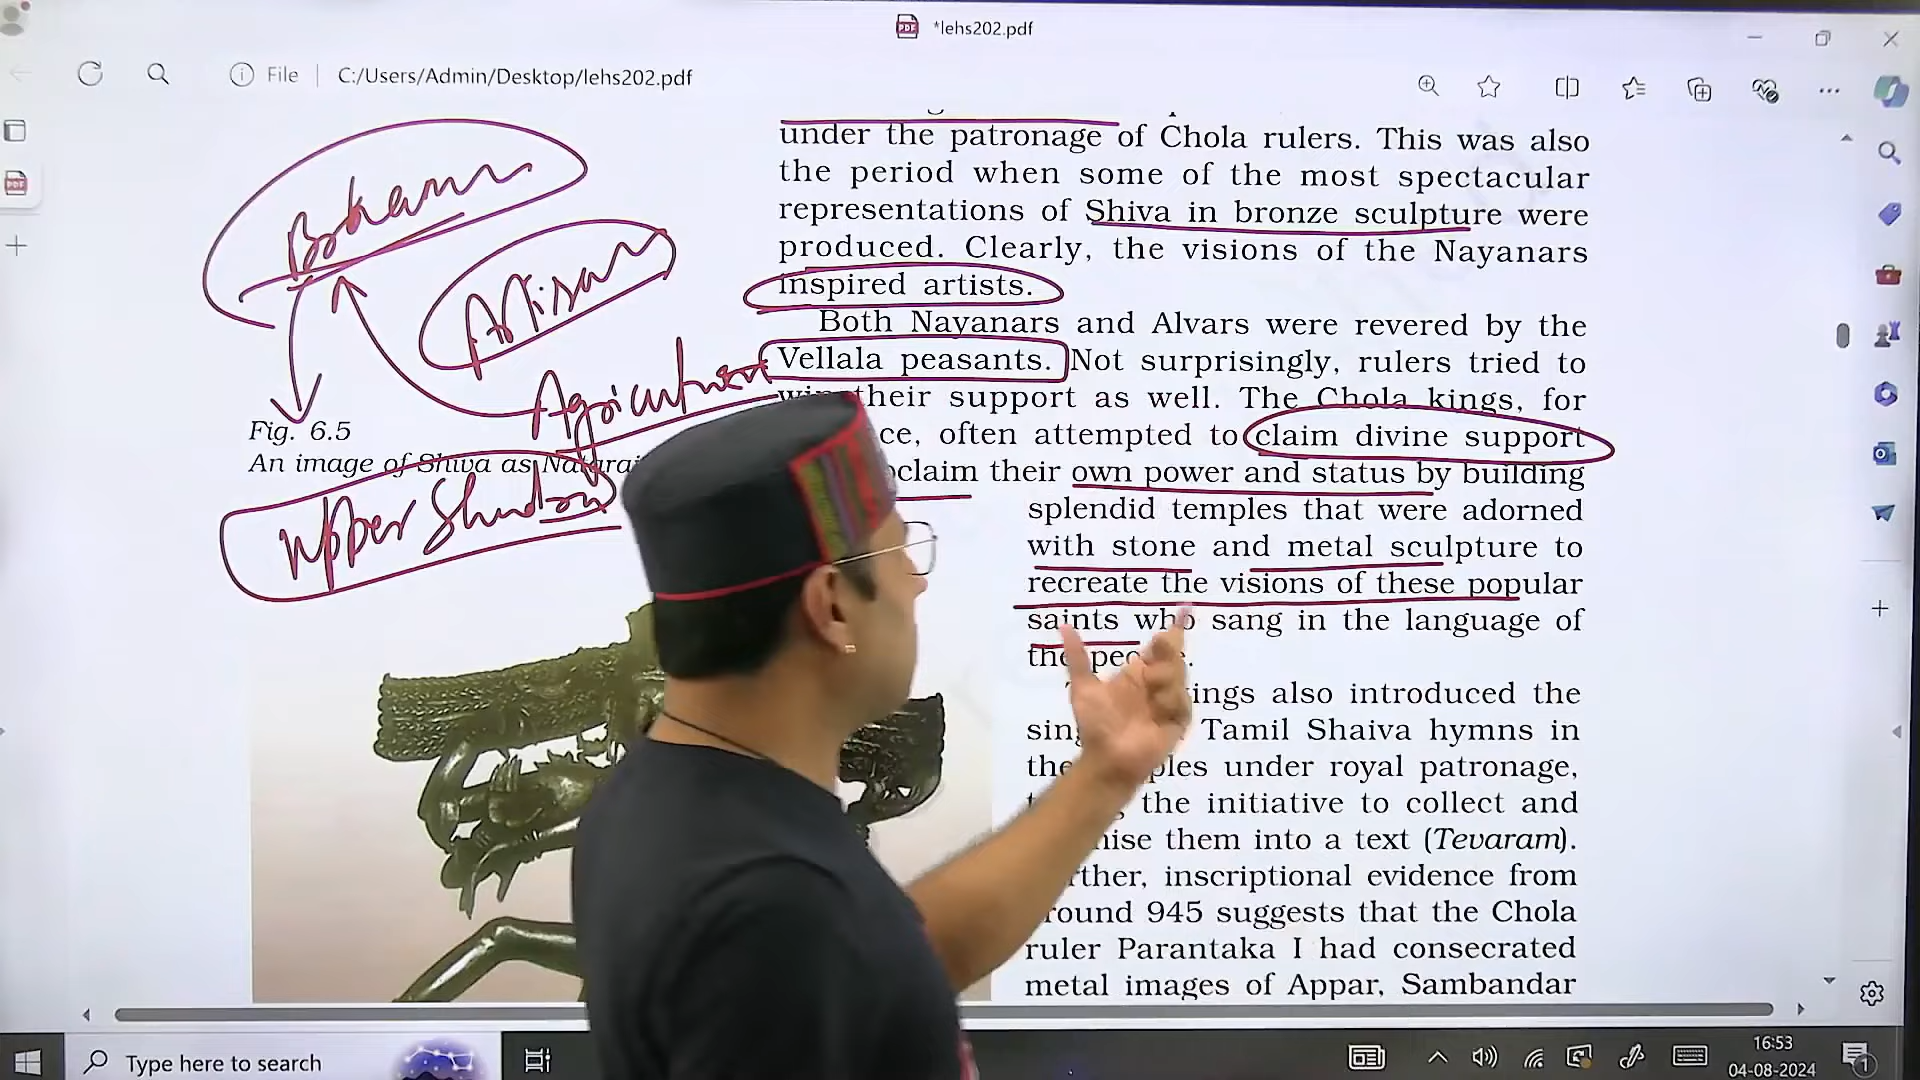 *lehs202.pdf
File
C:/Users/Admin/Desktop/lehs202.pdf
under the patronage of Chola rulers. This was also
the period when some of the most spectacular
representations of Shiva in bronze sculpture were
produced. Clearly, the visions of the Nayanars
inspired artists.
Both Nayanars and Alvars were revered by the
Vellala peasants. Not surprisingly, rulers tried to
their support as well. The Chola kings, for
ce, often attempted to claim divine support
oclaim their own power and status by building
splendid temples that were adorned
with stone and metal sculpture to
recreate the visions of these popular
saints who sang in the language of
the
ings also introduced the
sing Tamil Shaiva hymns in
the ples under royal patronage,
the initiative to collect and
nise them into a text (Tevaram).
rther, inscriptional evidence from
round 945 suggests that the Chola
ruler Parantaka I had consecrated
metal images of Appar, Sambandar
Artisan
Fig. 6.5
An image of Shiva as
Upper Shudra
Type here to search
16:53
04-08-2024
1